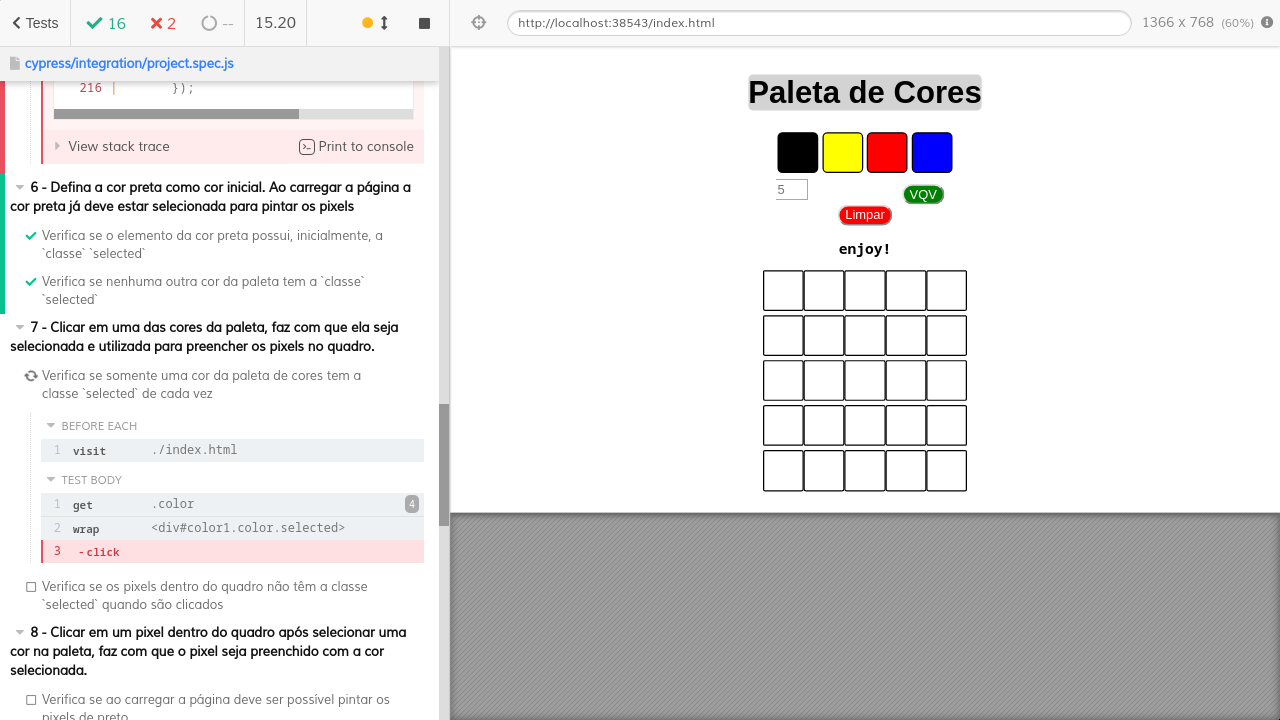 Tests
16
2
--
15.20
http://localhost:38543/index.html
1366 x 768 (60%)
cypress/integration/project.spec.js
216 | });
View stack trace
Print to console
6 - Defina a cor preta como cor inicial. Ao carregar a página a
cor preta já deve estar selecionada para pintar os pixels
Verifica se o elemento da cor preta possui, inicialmente, a
`classe` `selected`
Verifica se nenhuma outra cor da paleta tem a `classe`
`selected`
7 - Clicar em uma das cores da paleta, faz com que ela seja
selecionada e utilizada para preencher os pixels no quadro.
Verifica se somente uma cor da paleta de cores tem a
classe `selected` de cada vez
BEFORE EACH
1 visit ./index.html
TEST BODY
1 get .color 4
2 wrap <div#color1.color.selected>
3 -click
Verifica se os pixels dentro do quadro não têm a classe
`selected` quando são clicados
8 - Clicar em um pixel dentro do quadro após selecionar uma
cor na paleta, faz com que o pixel seja preenchido com a cor
selecionada.
Verifica se ao carregar a página deve ser possível pintar os
pixels de preto
Paleta de Cores
5
VQV
Limpar
enjoy!